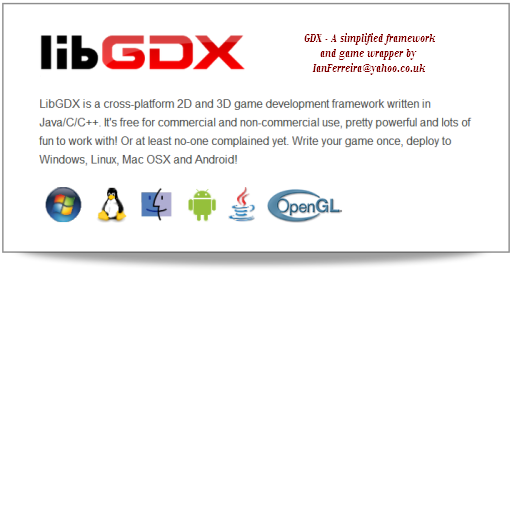 libGDX
GDX - A simplified framework
and game wrapper by
IanFerreira@yahoo.co.uk
LibGDX is a cross-platform 2D and 3D game development framework written in
Java/C/C++. It's free for commercial and non-commercial use, pretty powerful and lots of
fun to work with! Or at least no-one complained yet. Write your game once, deploy to
Windows, Linux, Mac OSX and Android!
OpenGL